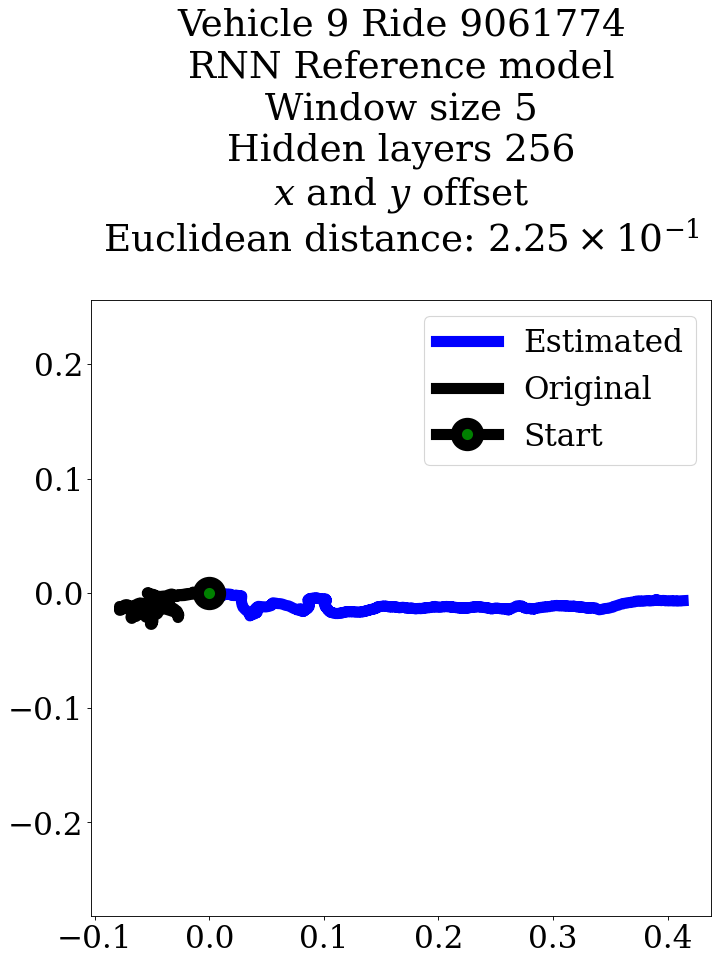 Vehicle 9 Ride 9061774
RNN Reference model
Window size 5
Hidden layers 256
x and y offset
Euclidean distance: 2.25 × 10⁻¹
Estimated
Original
Start
0.2
0.1
0.0
−0.1
−0.2
−0.1 0.0 0.1 0.2 0.3 0.4